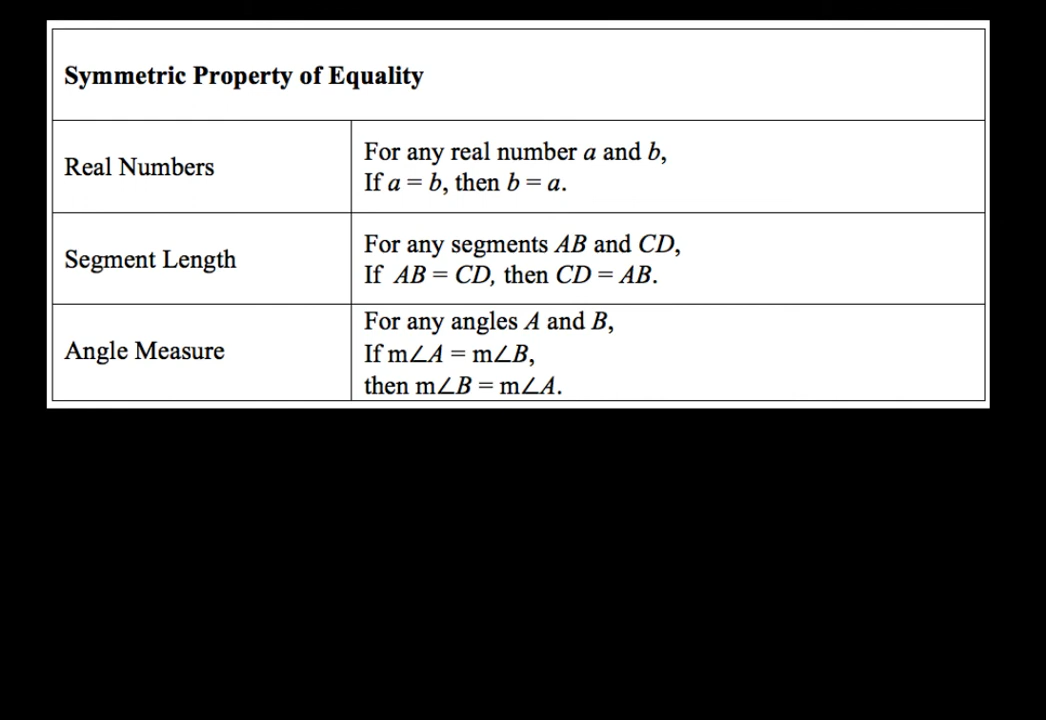 Symmetric Property of Equality
Real Numbers
For any real number a and b,
If a = b, then b = a.
Segment Length
For any segments AB and CD,
If AB = CD, then CD = AB.
Angle Measure
For any angles A and B,
If m∠A = m∠B,
then m∠B = m∠A.